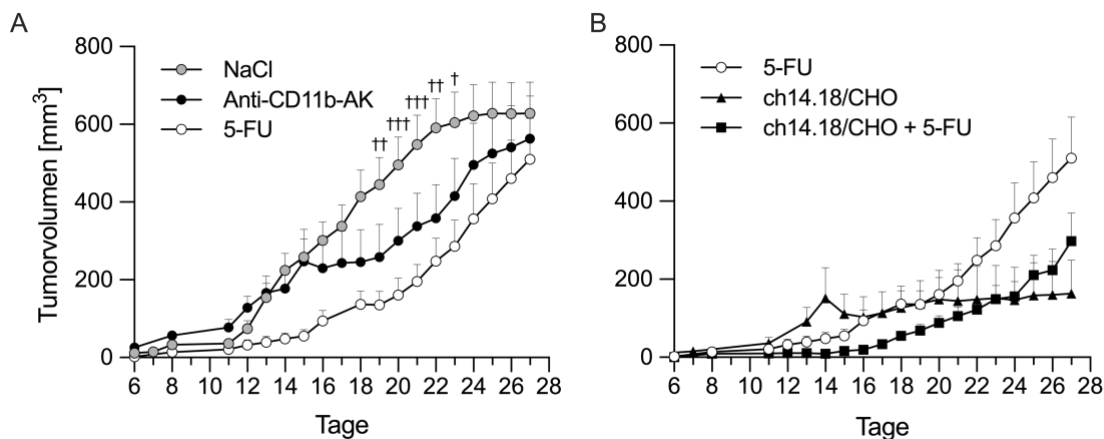 A
B
800
600
400
200
0
Tumorvolumen [mm³]
NaCl
Anti-CD11b-AK
5-FU
†† ††† ††† †† †
6 8 10 12 14 16 18 20 22 24 26 28
Tage
800
600
400
200
0
5-FU
ch14.18/CHO
ch14.18/CHO + 5-FU
6 8 10 12 14 16 18 20 22 24 26 28
Tage